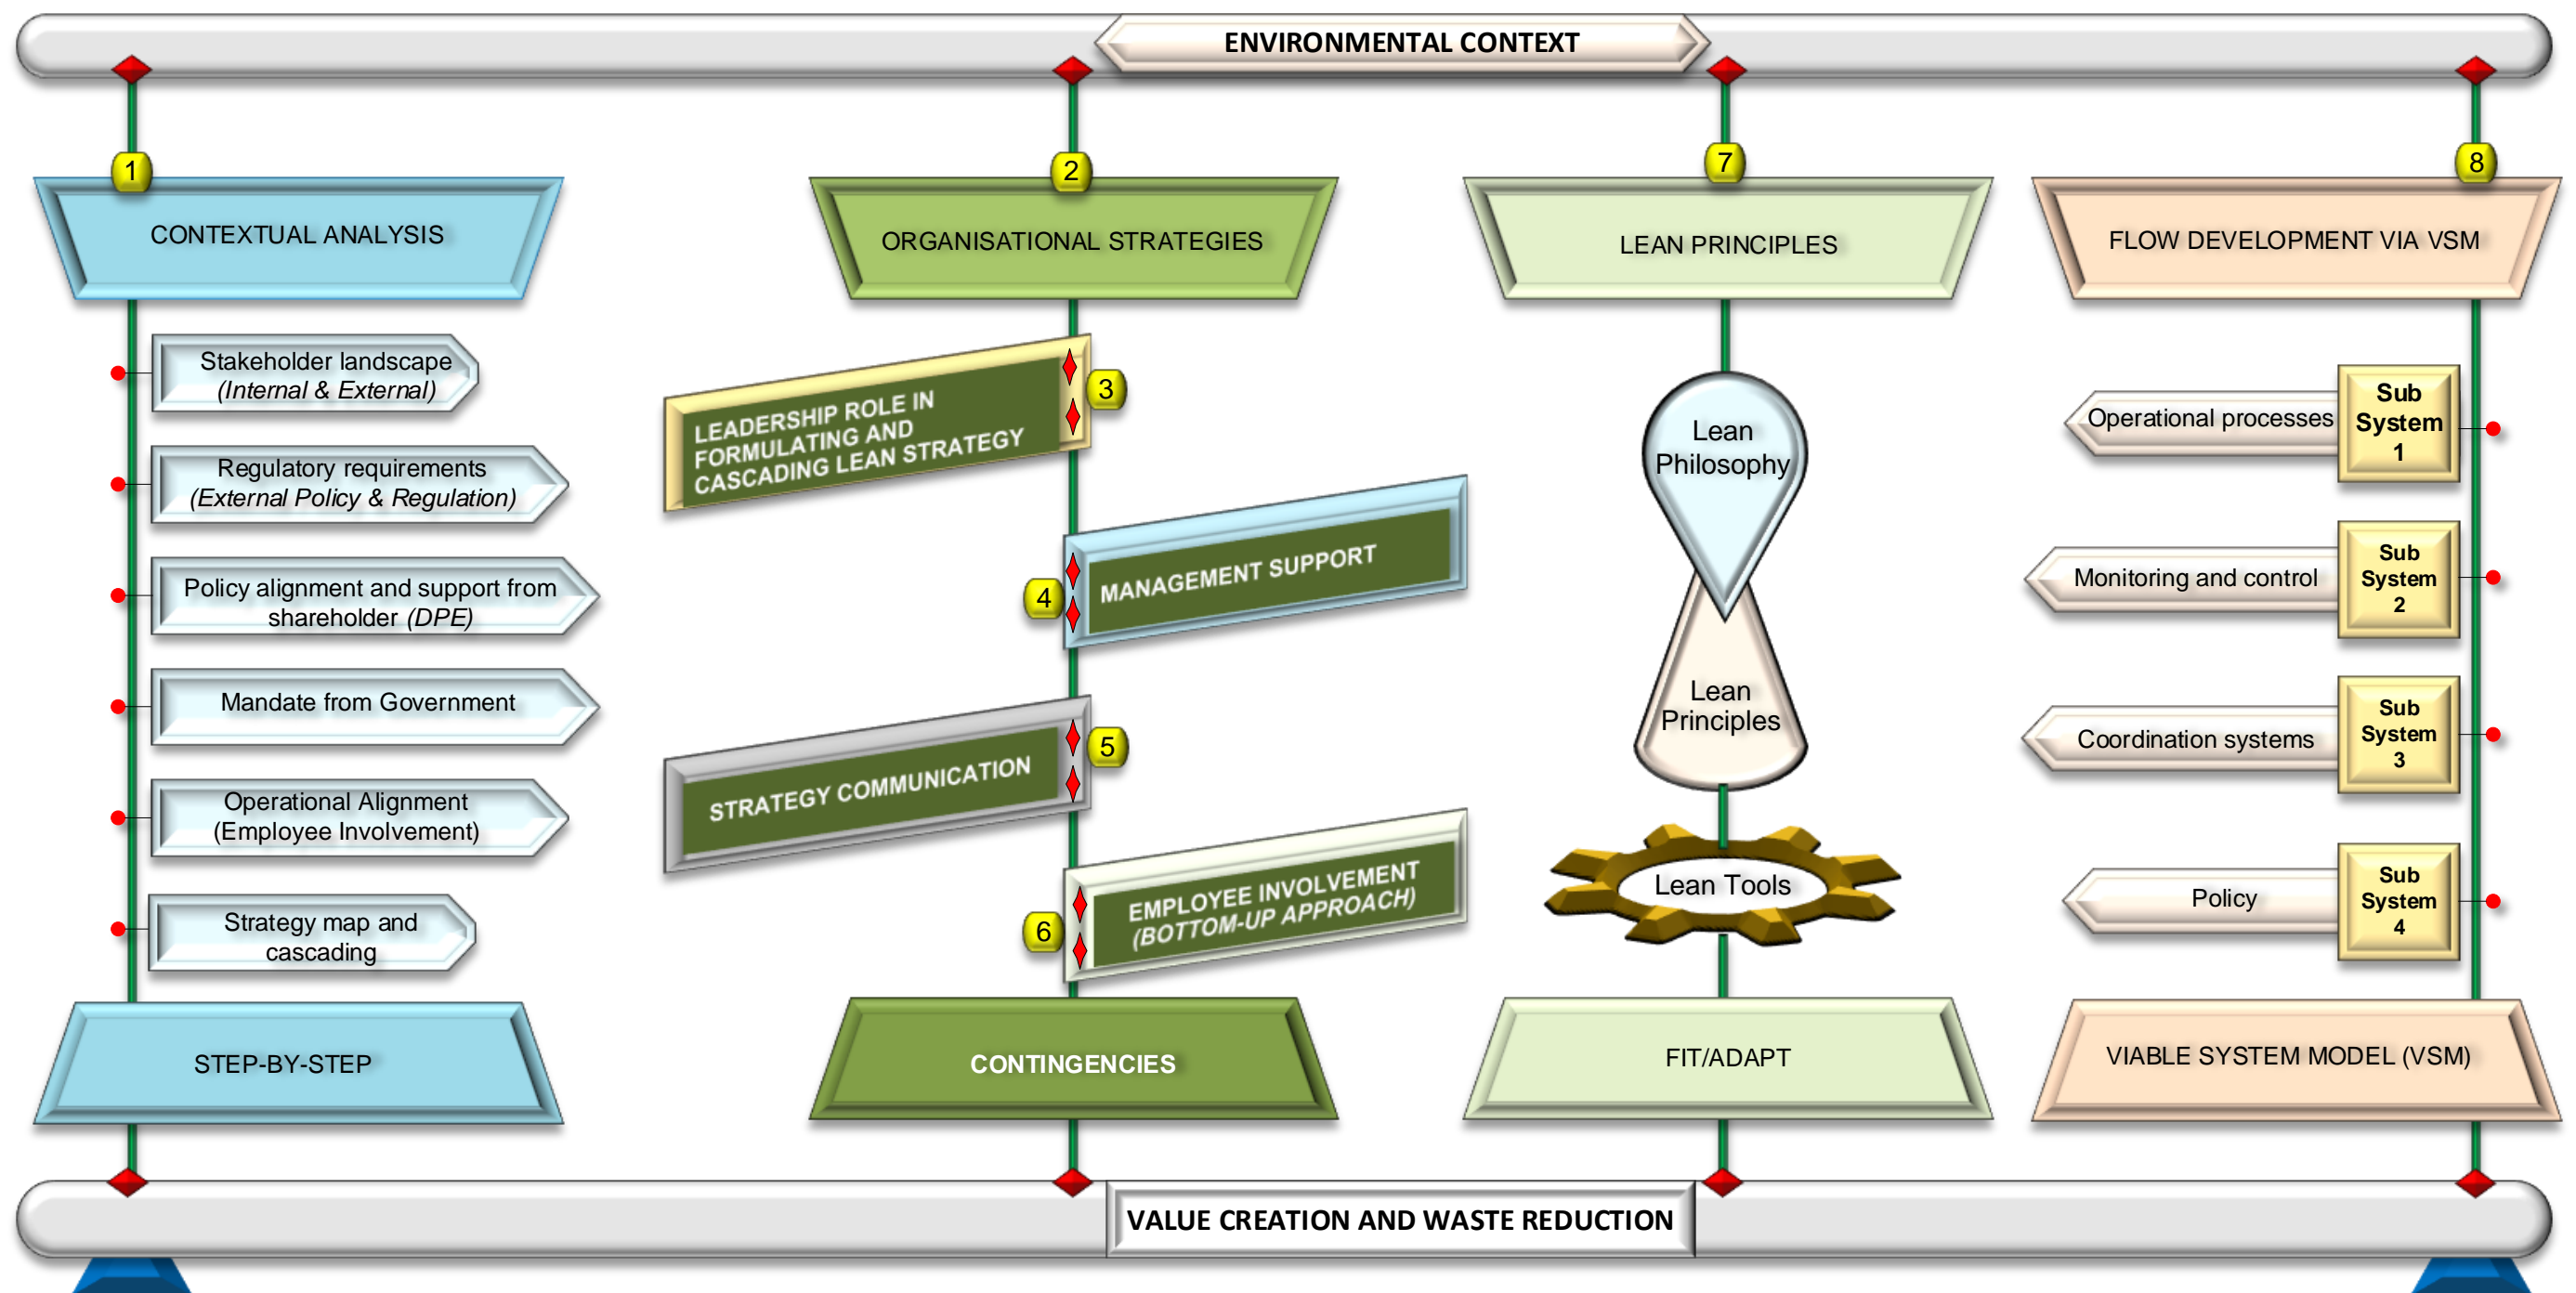 ENVIRONMENTAL CONTEXT
1
CONTEXTUAL ANALYSIS
Stakeholder landscape
(Internal & External)
Regulatory requirements
(External Policy & Regulation)
Policy alignment and support from
shareholder (DPE)
Mandate from Government
Operational Alignment
(Employee Involvement)
Strategy map and
cascading
STEP-BY-STEP
2
ORGANISATIONAL STRATEGIES
3
LEADERSHIP ROLE IN
FORMULATING AND
CASCADING LEAN STRATEGY
4
MANAGEMENT SUPPORT
5
STRATEGY COMMUNICATION
6
EMPLOYEE INVOLVEMENT
(BOTTOM-UP APPROACH)
CONTINGENCIES
7
LEAN PRINCIPLES
Lean
Philosophy
Lean
Principles
Lean Tools
FIT/ADAPT
8
FLOW DEVELOPMENT VIA VSM
Operational processes
Sub
System
1
Monitoring and control
Sub
System
2
Coordination systems
Sub
System
3
Policy
Sub
System
4
VIABLE SYSTEM MODEL (VSM)
VALUE CREATION AND WASTE REDUCTION